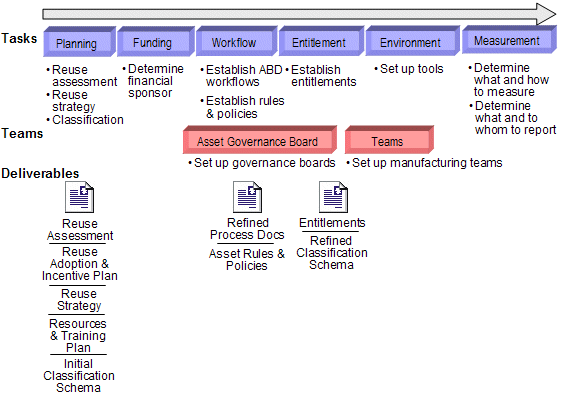 Tasks
Planning
Funding
Workflow
Entitlement
Environment
Measurement
• Reuse
assessment
• Reuse
strategy
• Classification
• Determine
financial
sponsor
• Establish ABD
workflows
• Establish rules
& policies
• Establish
entitlements
• Set up tools
• Determine
what and how
to measure
• Determine
what and to
whom to report
Teams
Asset Governance Board
Teams
• Set up governance boards
• Set up manufacturing teams
Deliverables
Reuse
Assessment
Reuse
Adoption &
Incentive Plan
Reuse
Strategy
Resources
& Training
Plan
Initial
Classification
Schema
Refined
Process Docs
Asset Rules &
Policies
Entitlements
Refined
Classification
Schema